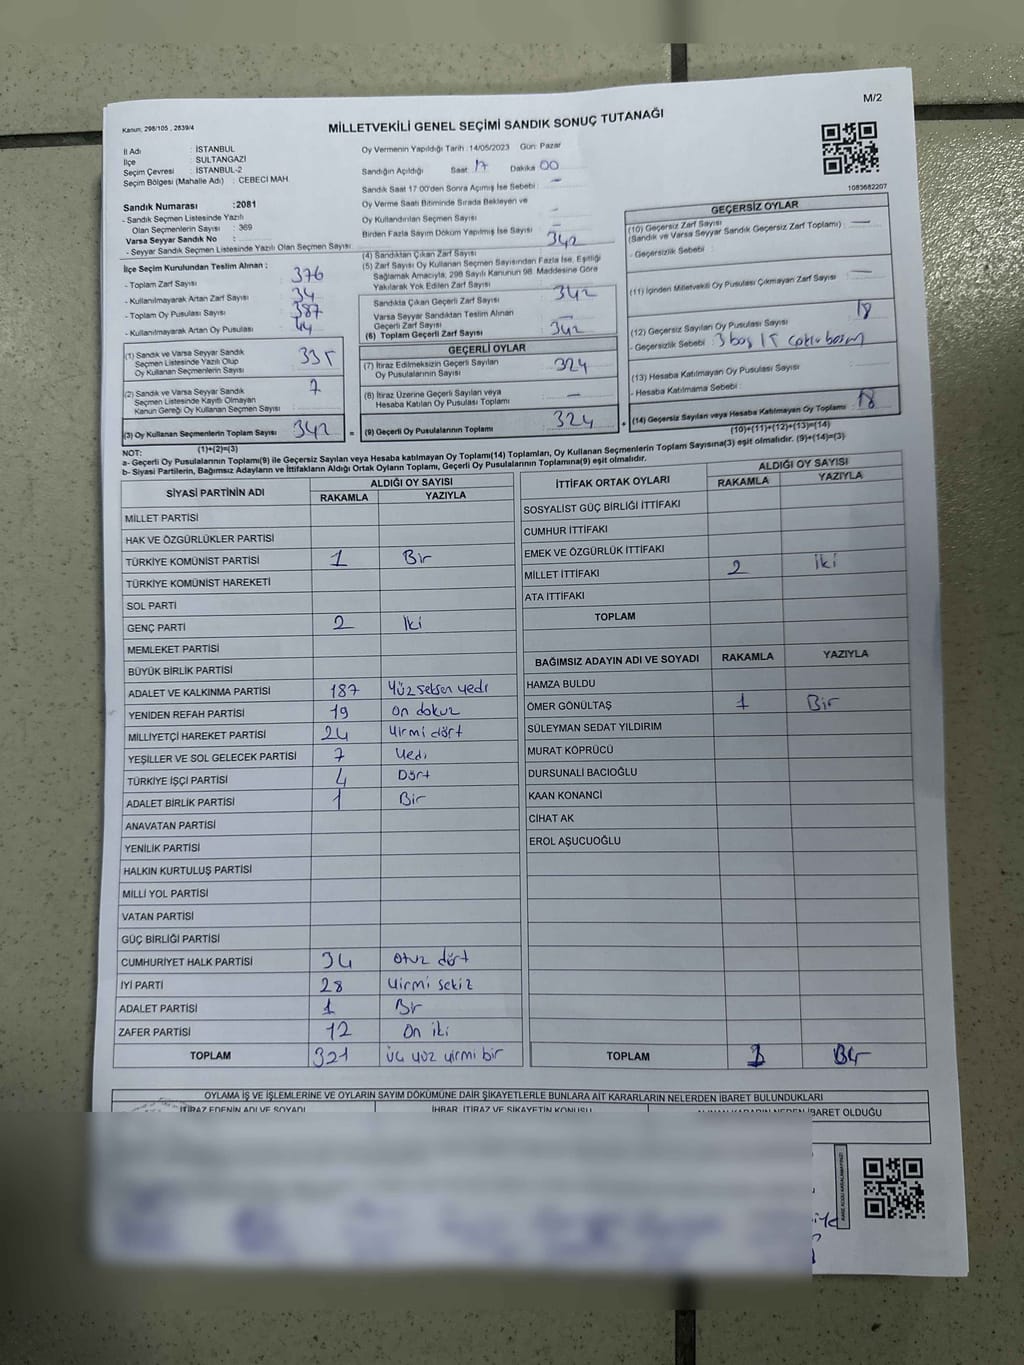 M/2
Kanun; 298/105 , 2839/4
MİLLETVEKİLİ GENEL SEÇİMİ SANDIK SONUÇ TUTANAĞI
İl Adı : İSTANBUL
İlçe : SULTANGAZİ
Seçim Çevresi : İSTANBUL-2
Seçim Bölgesi (Mahalle Adı) : CEBECİ MAH.
Sandık Numarası :2081
- Sandık Seçmen Listesinde Yazılı
Olan Seçmenlerin Sayısı : 369
Varsa Seyyar Sandık No :
- Seyyar Sandık Seçmen Listesinde Yazılı Olan Seçmen Sayısı :
Oy Vermenin Yapıldığı Tarih : 14/05/2023 Gün: Pazar
Sandığın Açıldığı Saat 17 Dakika 00
Sandık Saat 17:00'den Sonra Açılmış İse Sebebi : —
Oy Verme Saati Bitiminde Sırada Bekleyen ve
Oy Kullandırılan Seçmen Sayısı —
Birden Fazla Sayım Döküm Yapılmış İse Sayısı —
1083682207
İlçe Seçim Kurulundan Teslim Alınan :
- Toplam Zarf Sayısı : 376
- Kullanılmayarak Artan Zarf Sayısı : 34
- Toplam Oy Pusulası Sayısı : 387
- Kullanılmayarak Artan Oy Pusulası : 44
(1) Sandık ve Varsa Seyyar Sandık
Seçmen Listesinde Yazılı Olup
Oy Kullanan Seçmenlerin Sayısı : 335
(2) Sandık ve Varsa Seyyar Sandık
Seçmen Listesinde Kayıtlı Olmayan
Kanun Gereği Oy Kullanan Seçmen Sayısı : 7
(3) Oy Kullanan Seçmenlerin Toplam Sayısı 342
(1)+(2)=(3)
(4) Sandıktan Çıkan Zarf Sayısı 342
(5) Zarf Sayısı Oy Kullanan Seçmen Sayısından Fazla İse, Eşitliği
Sağlamak Amacıyla; 298 Sayılı Kanunun 98. Maddesine Göre
Yakılarak Yok Edilen Zarf Sayısı
Sandıkta Çıkan Geçerli Zarf Sayısı 342
Varsa Seyyar Sandıktan Teslim Alınan
Geçerli Zarf Sayısı —
(6) Toplam Geçerli Zarf Sayısı 342
GEÇERLİ OYLAR
(7) İtiraz Edilmeksizin Geçerli Sayılan
Oy Pusulalarının Sayısı 324
(8) İtiraz Üzerine Geçerli Sayılan veya
Hesaba Katılan Oy Pusulası Toplamı —
= (9) Geçerli Oy Pusulalarının Toplamı 324
GEÇERSİZ OYLAR
(10) Geçersiz Zarf Sayısı
(Sandık ve Varsa Seyyar Sandık Geçersiz Zarf Toplamı) : —
- Geçersizlik Sebebi :
(11) İçinden Milletvekili Oy Pusulası Çıkmayan Zarf Sayısı : —
(12) Geçersiz Sayılan Oy Pusulası Sayısı : 18
- Geçersizlik Sebebi : 3 boş 15 çoklu basım
(13) Hesaba Katılmayan Oy Pusulası Sayısı :
- Hesaba Katılmama Sebebi :
+ (14) Geçersiz Sayılan veya Hesaba Katılmayan Oy Toplamı : 18
(10)+(11)+(12)+(13)=(14)
NOT:
a- Geçerli Oy Pusulalarının Toplamı(9) ile Geçersiz Sayılan veya Hesaba katılmayan Oy Toplamı(14) Toplamları, Oy Kullanan Seçmenlerin Toplam Sayısına(3) eşit olmalıdır. (9)+(14)=(3)
b- Siyasi Partilerin, Bağımsız Adayların ve İttifakların Aldığı Ortak Oyların Toplamı, Geçerli Oy Pusulalarının Toplamına(9) eşit olmalıdır.
SİYASİ PARTİNİN ADI ALDIĞI OY SAYISI
RAKAMLA YAZIYLA
MİLLET PARTİSİ
HAK VE ÖZGÜRLÜKLER PARTİSİ
TÜRKİYE KOMÜNİST PARTİSİ 1 Bir
TÜRKİYE KOMÜNİST HAREKETİ
SOL PARTİ
GENÇ PARTİ 2 İki
MEMLEKET PARTİSİ
BÜYÜK BİRLİK PARTİSİ
ADALET VE KALKINMA PARTİSİ 187 Yüz seksen yedi
YENİDEN REFAH PARTİSİ 19 On dokuz
MİLLİYETÇİ HAREKET PARTİSİ 24 Yirmi dört
YEŞİLLER VE SOL GELECEK PARTİSİ 7 Yedi
TÜRKİYE İŞÇİ PARTİSİ 4 Dört
ADALET BİRLİK PARTİSİ 1 Bir
ANAVATAN PARTİSİ
YENİLİK PARTİSİ
HALKIN KURTULUŞ PARTİSİ
MİLLİ YOL PARTİSİ
VATAN PARTİSİ
GÜÇ BİRLİĞİ PARTİSİ
CUMHURİYET HALK PARTİSİ 34 Otuz dört
İYİ PARTİ 28 Yirmi sekiz
ADALET PARTİSİ 1 Bir
ZAFER PARTİSİ 12 On iki
TOPLAM 321 üç yüz yirmi bir
İTTİFAK ORTAK OYLARI ALDIĞI OY SAYISI
RAKAMLA YAZIYLA
SOSYALİST GÜÇ BİRLİĞİ İTTİFAKI
CUMHUR İTTİFAKI
EMEK VE ÖZGÜRLÜK İTTİFAKI
MİLLET İTTİFAKI 2 İki
ATA İTTİFAKI
TOPLAM
BAĞIMSIZ ADAYIN ADI VE SOYADI RAKAMLA YAZIYLA
HAMZA BULDU
ÖMER GÖNÜLTAŞ 1 Bir
SÜLEYMAN SEDAT YILDIRIM
MURAT KÖPRÜCÜ
DURSUNALİ BACIOĞLU
KAAN KONANCİ
CİHAT AK
EROL AŞUCUOĞLU
TOPLAM 1 Bir
OYLAMA İŞ VE İŞLEMLERİNE VE OYLARIN SAYIM DÖKÜMÜNE DAİR ŞİKAYETLERLE BUNLARA AİT KARARLARIN NELERDEN İBARET BULUNDUKLARI
İTİRAZ EDENİN ADI VE SOYADI İHBAR, İTİRAZ VE ŞİKAYETİN KONUSU ALINAN KARARIN NEDEN İBARET OLDUĞU